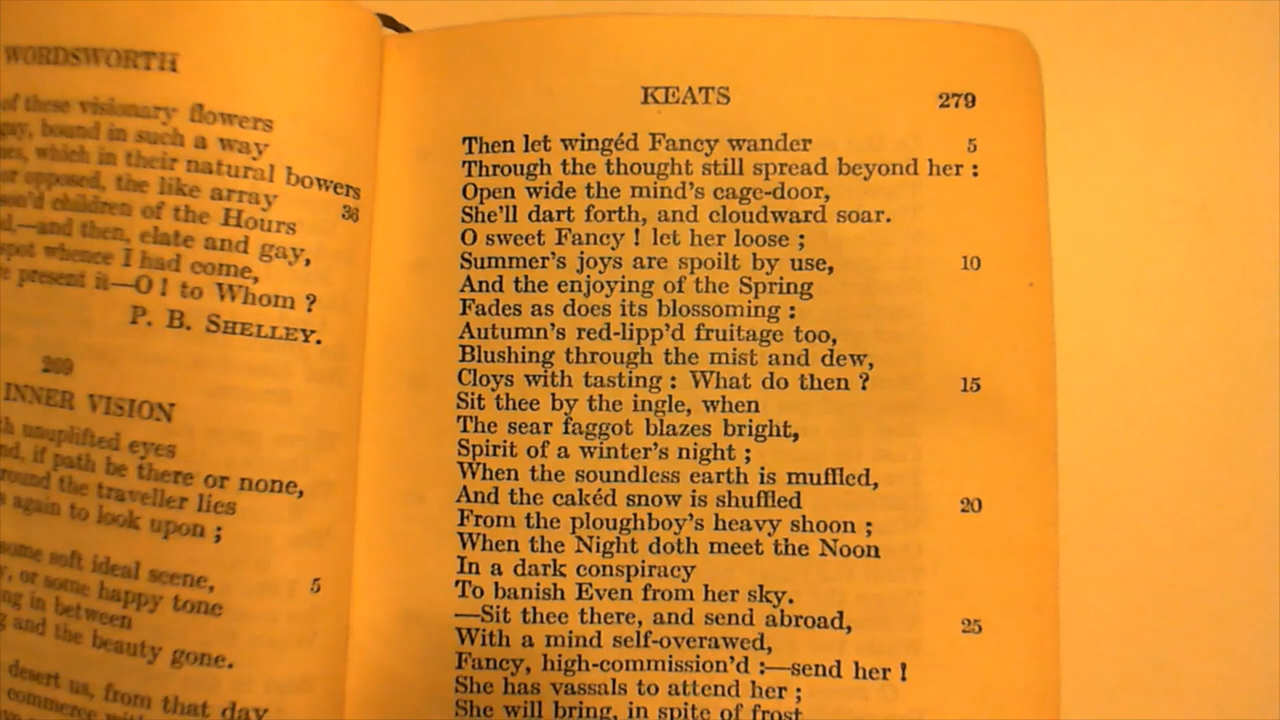 WORDSWORTH
of these visionary flowers
gay, bound in such a way
which in their natural bowers
or opposed, the like array
36
children of the Hours
and then, elate and gay,
spot whence I had come,
present it—O ! to Whom ?
P. B. SHELLEY.
269
INNER VISION
unuplifted eyes
if path be there or none,
round the traveller lies
again to look upon ;
some soft ideal scene,
5
or some happy tone
in between
and the beauty gone.
desert us, from that day
commerce
KEATS
279
Then let wingéd Fancy wander
5
Through the thought still spread beyond her :
Open wide the mind's cage-door,
She'll dart forth, and cloudward soar.
O sweet Fancy ! let her loose ;
Summer's joys are spoilt by use,
10
And the enjoying of the Spring
Fades as does its blossoming :
Autumn's red-lipp'd fruitage too,
Blushing through the mist and dew,
Cloys with tasting : What do then ?
15
Sit thee by the ingle, when
The sear faggot blazes bright,
Spirit of a winter's night ;
When the soundless earth is muffled,
And the cakéd snow is shuffled
20
From the ploughboy's heavy shoon ;
When the Night doth meet the Noon
In a dark conspiracy
To banish Even from her sky.
—Sit thee there, and send abroad,
25
With a mind self-overawed,
Fancy, high-commission'd :—send her !
She has vassals to attend her ;
She will bring, in spite of frost